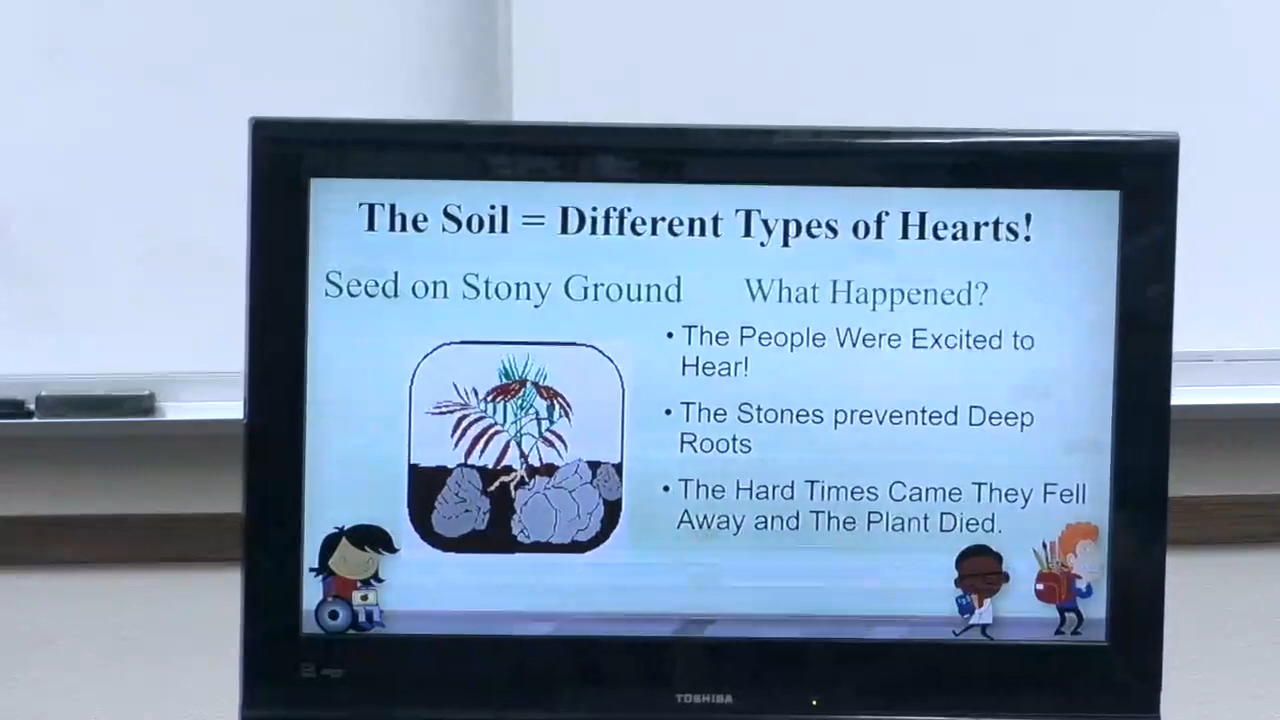 The Soil = Different Types of Hearts!
Seed on Stony Ground
What Happened?
• The People Were Excited to
Hear!
• The Stones prevented Deep
Roots
• The Hard Times Came They Fell
Away and The Plant Died.
TOSHIBA